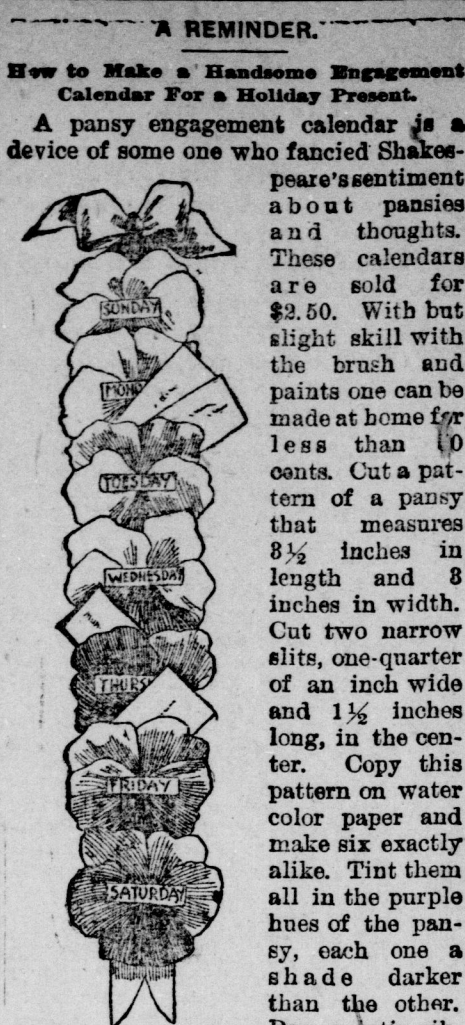 A REMINDER.
How to Make a Handsome Engagement
Calendar For a Holiday Present.
A pansy engagement calendar is a
device of some one who fancied Shakes-
peare's sentiment
about pansies
and thoughts.
These calendars
are sold for
$2.50. With but
slight skill with
the brush and
paints one can be
made at home for
less than
cents. Cut a pat-
tern of a pansy
that measures
3½ inches in
length and 3
inches in width.
Cut two narrow
slits, one-quarter
of an inch wide
and 1½ inches
long, in the cen-
ter. Copy this
pattern on water
color paper and
make six exactly
alike. Tint them
all in the purple
hues of the pan-
sy, each one a
shade darker
than the other.
SUNDAY
MOND
TUESDAY
WEDNESDAY
THURS
FRIDAY
SATURDAY